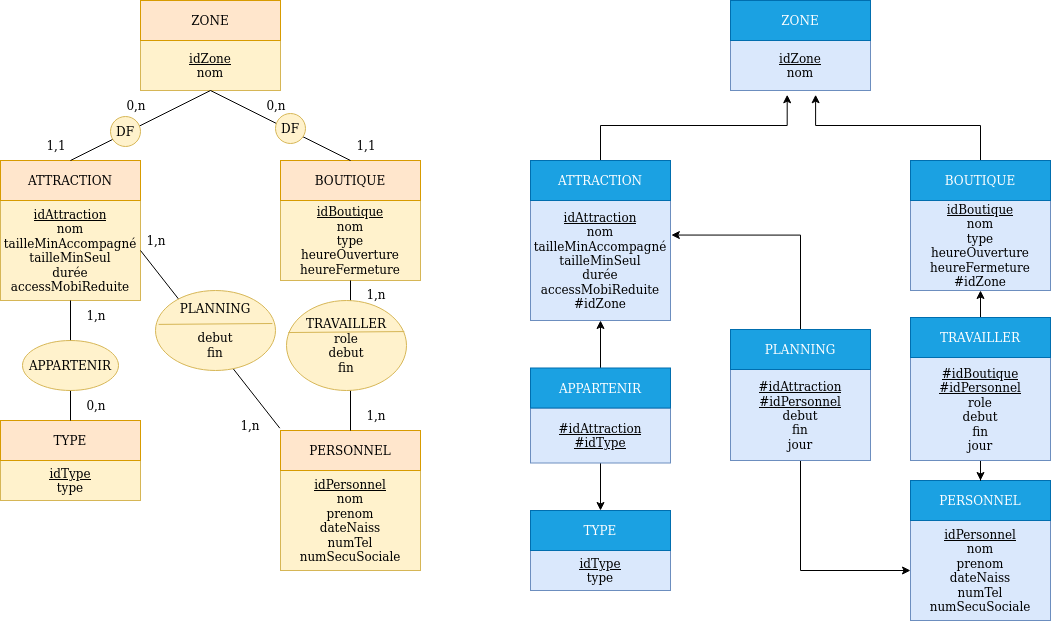 ZONE
idZone
nom
0,n
0,n
DF
DF
1,1
1,1
ATTRACTION
idAttraction
nom
tailleMinAccompagné
tailleMinSeul
durée
accessMobiReduite
BOUTIQUE
idBoutique
nom
type
heureOuverture
heureFermeture
1,n
1,n
1,n
PLANNING
debut
fin
TRAVAILLER
role
debut
fin
APPARTENIR
0,n
1,n
1,n
TYPE
idType
type
PERSONNEL
idPersonnel
nom
prenom
dateNaiss
numTel
numSecuSociale
ZONE
idZone
nom
ATTRACTION
idAttraction
nom
tailleMinAccompagné
tailleMinSeul
durée
accessMobiReduite
#idZone
BOUTIQUE
idBoutique
nom
type
heureOuverture
heureFermeture
#idZone
APPARTENIR
#idAttraction
#idType
PLANNING
#idAttraction
#idPersonnel
debut
fin
jour
TRAVAILLER
#idBoutique
#idPersonnel
role
debut
fin
jour
TYPE
idType
type
PERSONNEL
idPersonnel
nom
prenom
dateNaiss
numTel
numSecuSociale